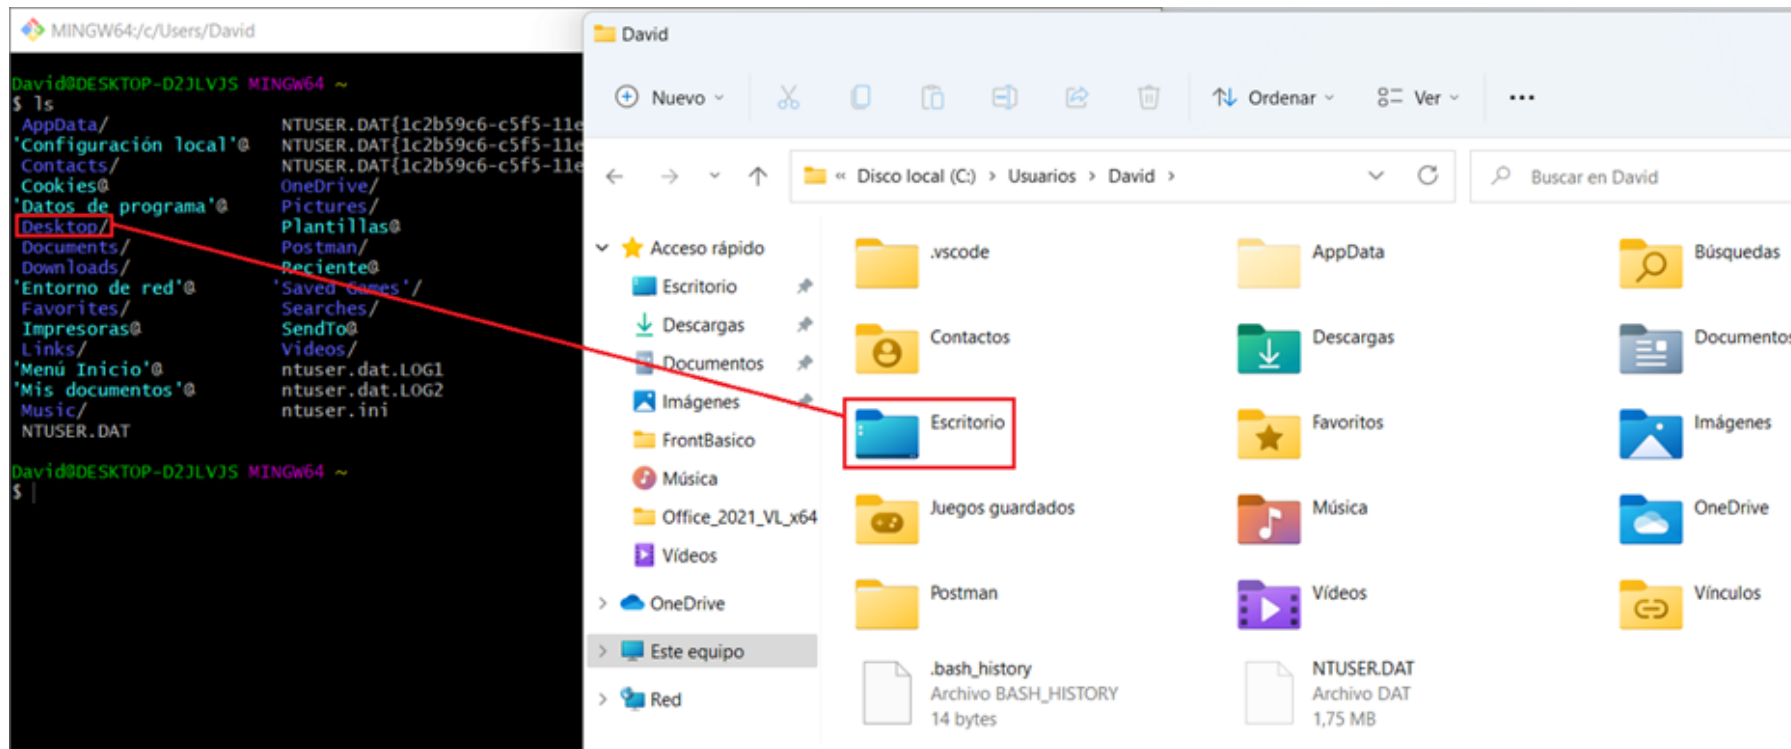 MINGW64:/c/Users/David
David@DESKTOP-D2JLVJS MINGW64 ~
$ ls
AppData/ NTUSER.DAT{1c2b59c6-c5f5-11e
'Configuración local'@ NTUSER.DAT{1c2b59c6-c5f5-11e
Contacts/ NTUSER.DAT{1c2b59c6-c5f5-11e
Cookies@ OneDrive/
'Datos de programa'@ Pictures/
Desktop/ Plantillas@
Documents/ Postman/
Downloads/ Reciente@
'Entorno de red'@ 'Saved Games'/
Favorites/ Searches/
Impresoras@ SendTo@
Links/ Videos/
'Menú Inicio'@ ntuser.dat.LOG1
'Mis documentos'@ ntuser.dat.LOG2
Music/ ntuser.ini
NTUSER.DAT
David@DESKTOP-D2JLVJS MINGW64 ~
$
David
Nuevo Ordenar Ver ...
« Disco local (C:) > Usuarios > David > Buscar en David
Acceso rápido
Escritorio
Descargas
Documentos
Imágenes
FrontBasico
Música
Office_2021_VL_x64
Vídeos
OneDrive
Este equipo
Red
.vscode AppData Búsquedas
Contactos Descargas Documentos
Escritorio Favoritos Imágenes
Juegos guardados Música OneDrive
Postman Vídeos Vínculos
.bash_history NTUSER.DAT
Archivo BASH_HISTORY Archivo DAT
14 bytes 1,75 MB